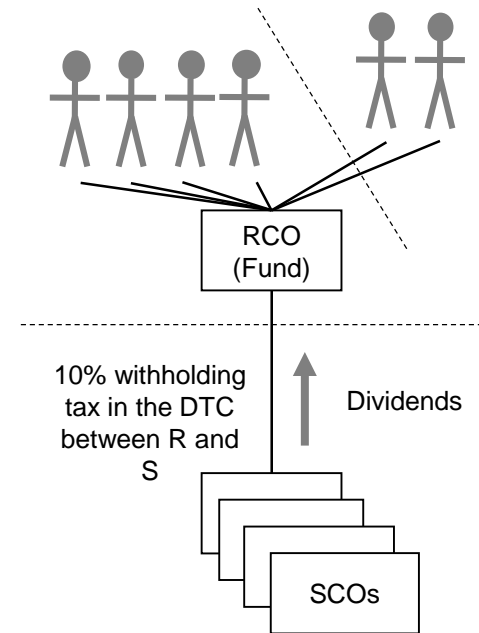 RCO
(Fund)
10% withholding
tax in the DTC
between R and
S
Dividends
SCOs